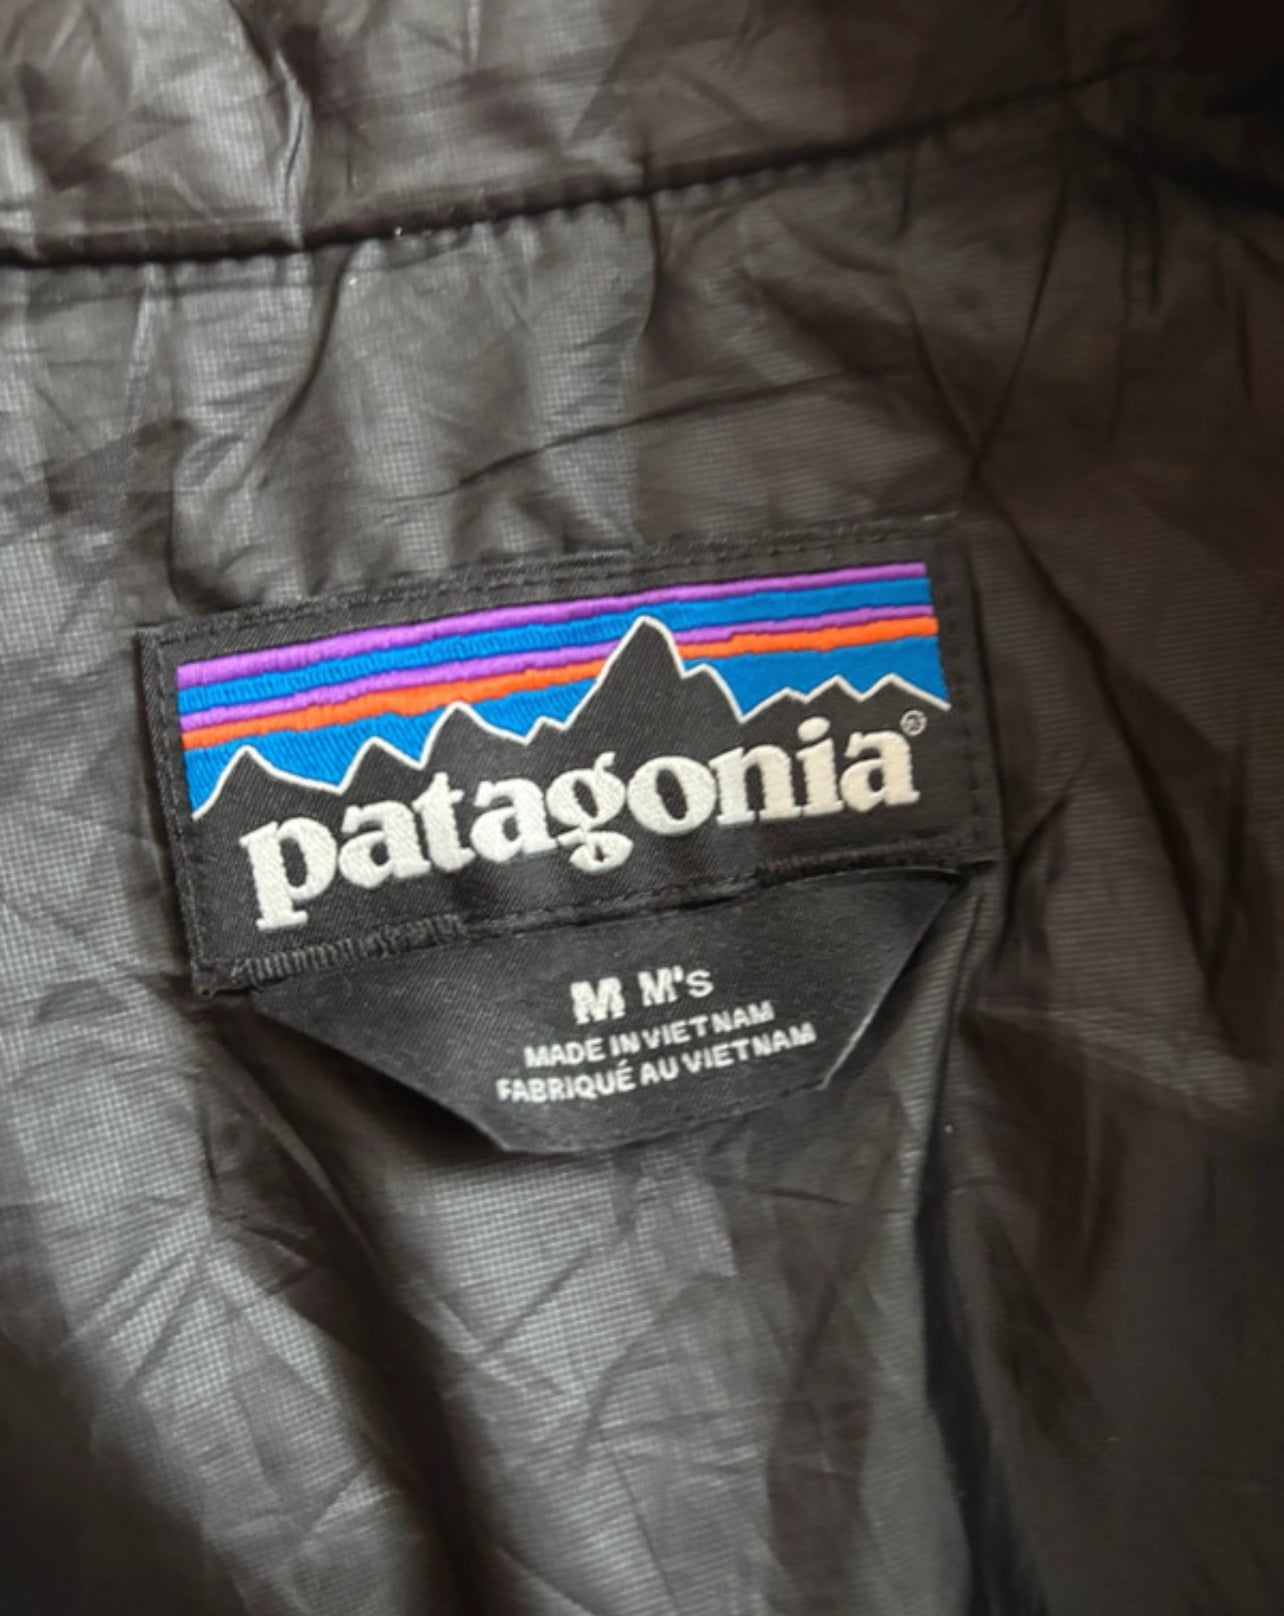 patagonia®
M M's
MADE IN VIETNAM
FABRIQUÉ AU VIETNAM